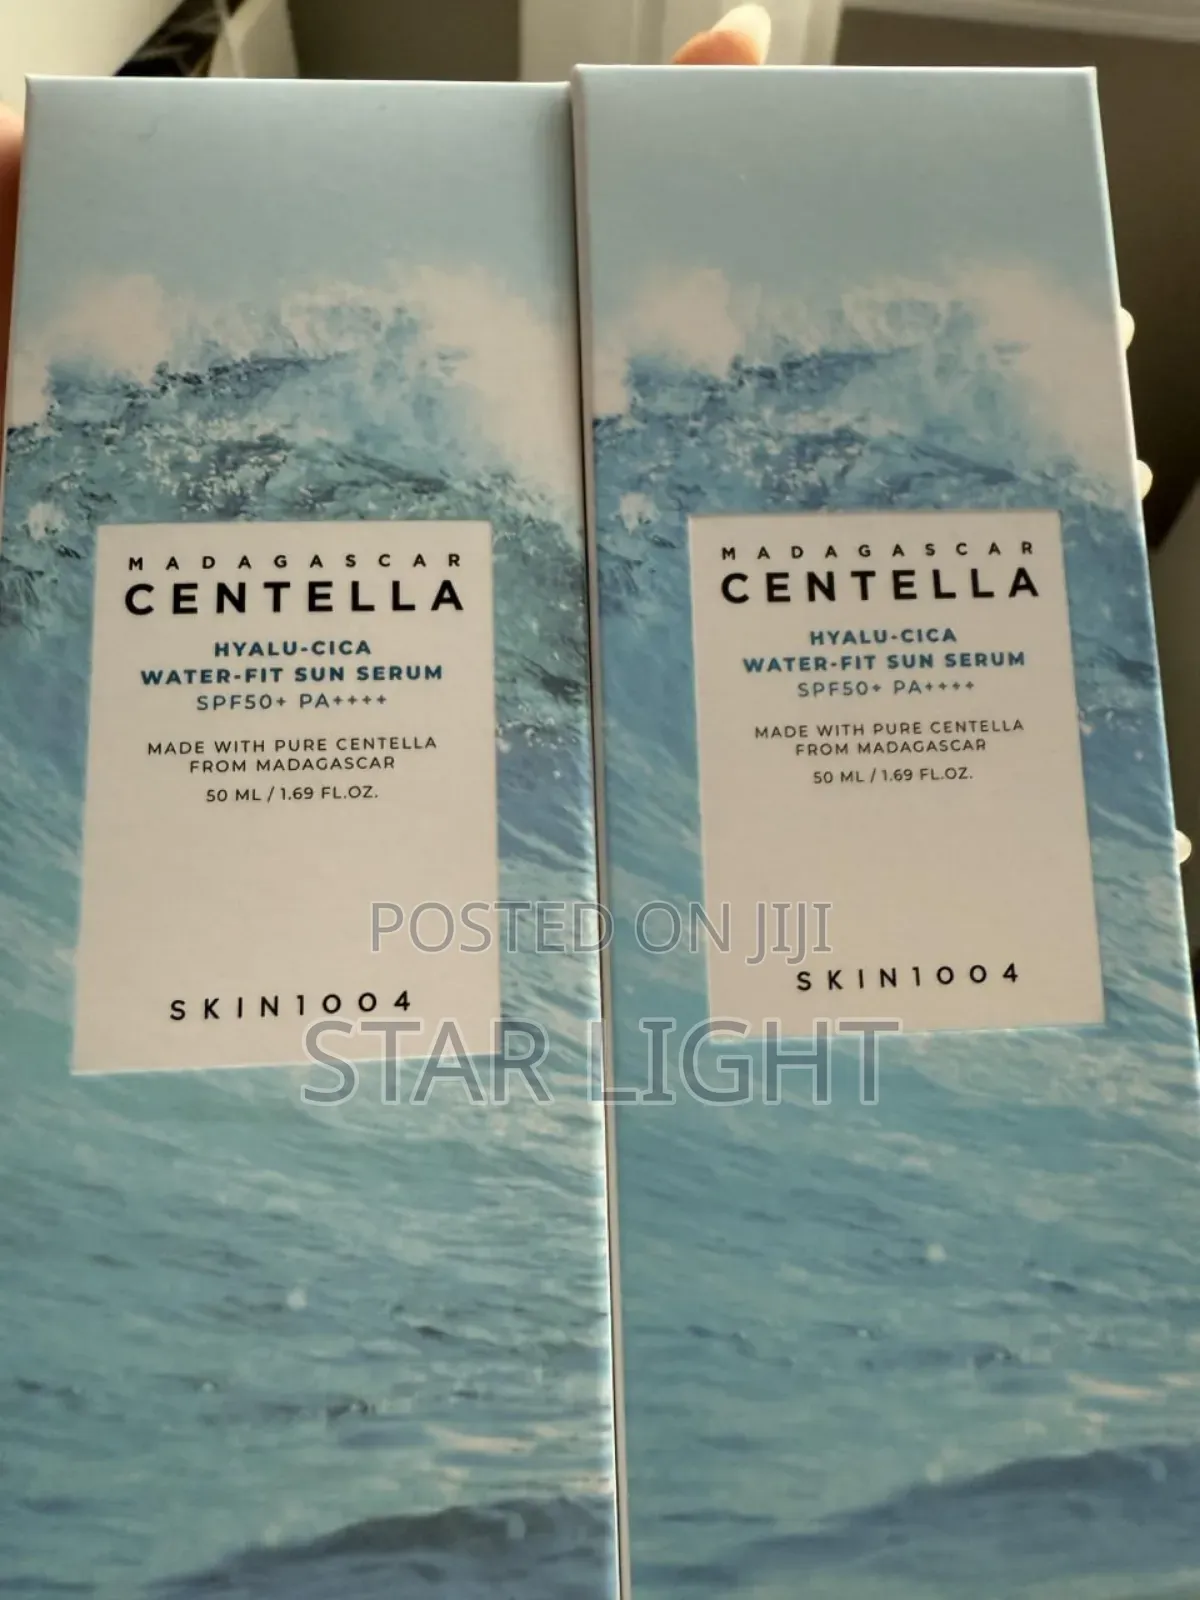 MADAGASCAR
CENTELLA
HYALU-CICA
WATER-FIT SUN SERUM
SPF50+ PA++++
MADE WITH PURE CENTELLA
FROM MADAGASCAR
50 ML / 1.69 FL.OZ.
SKIN1004
MADAGASCAR
CENTELLA
HYALU-CICA
WATER-FIT SUN SERUM
SPF50+ PA++++
MADE WITH PURE CENTELLA
FROM MADAGASCAR
50 ML / 1.69 FL.OZ.
SKIN1004
POSTED ON JIJI
STAR LIGHT